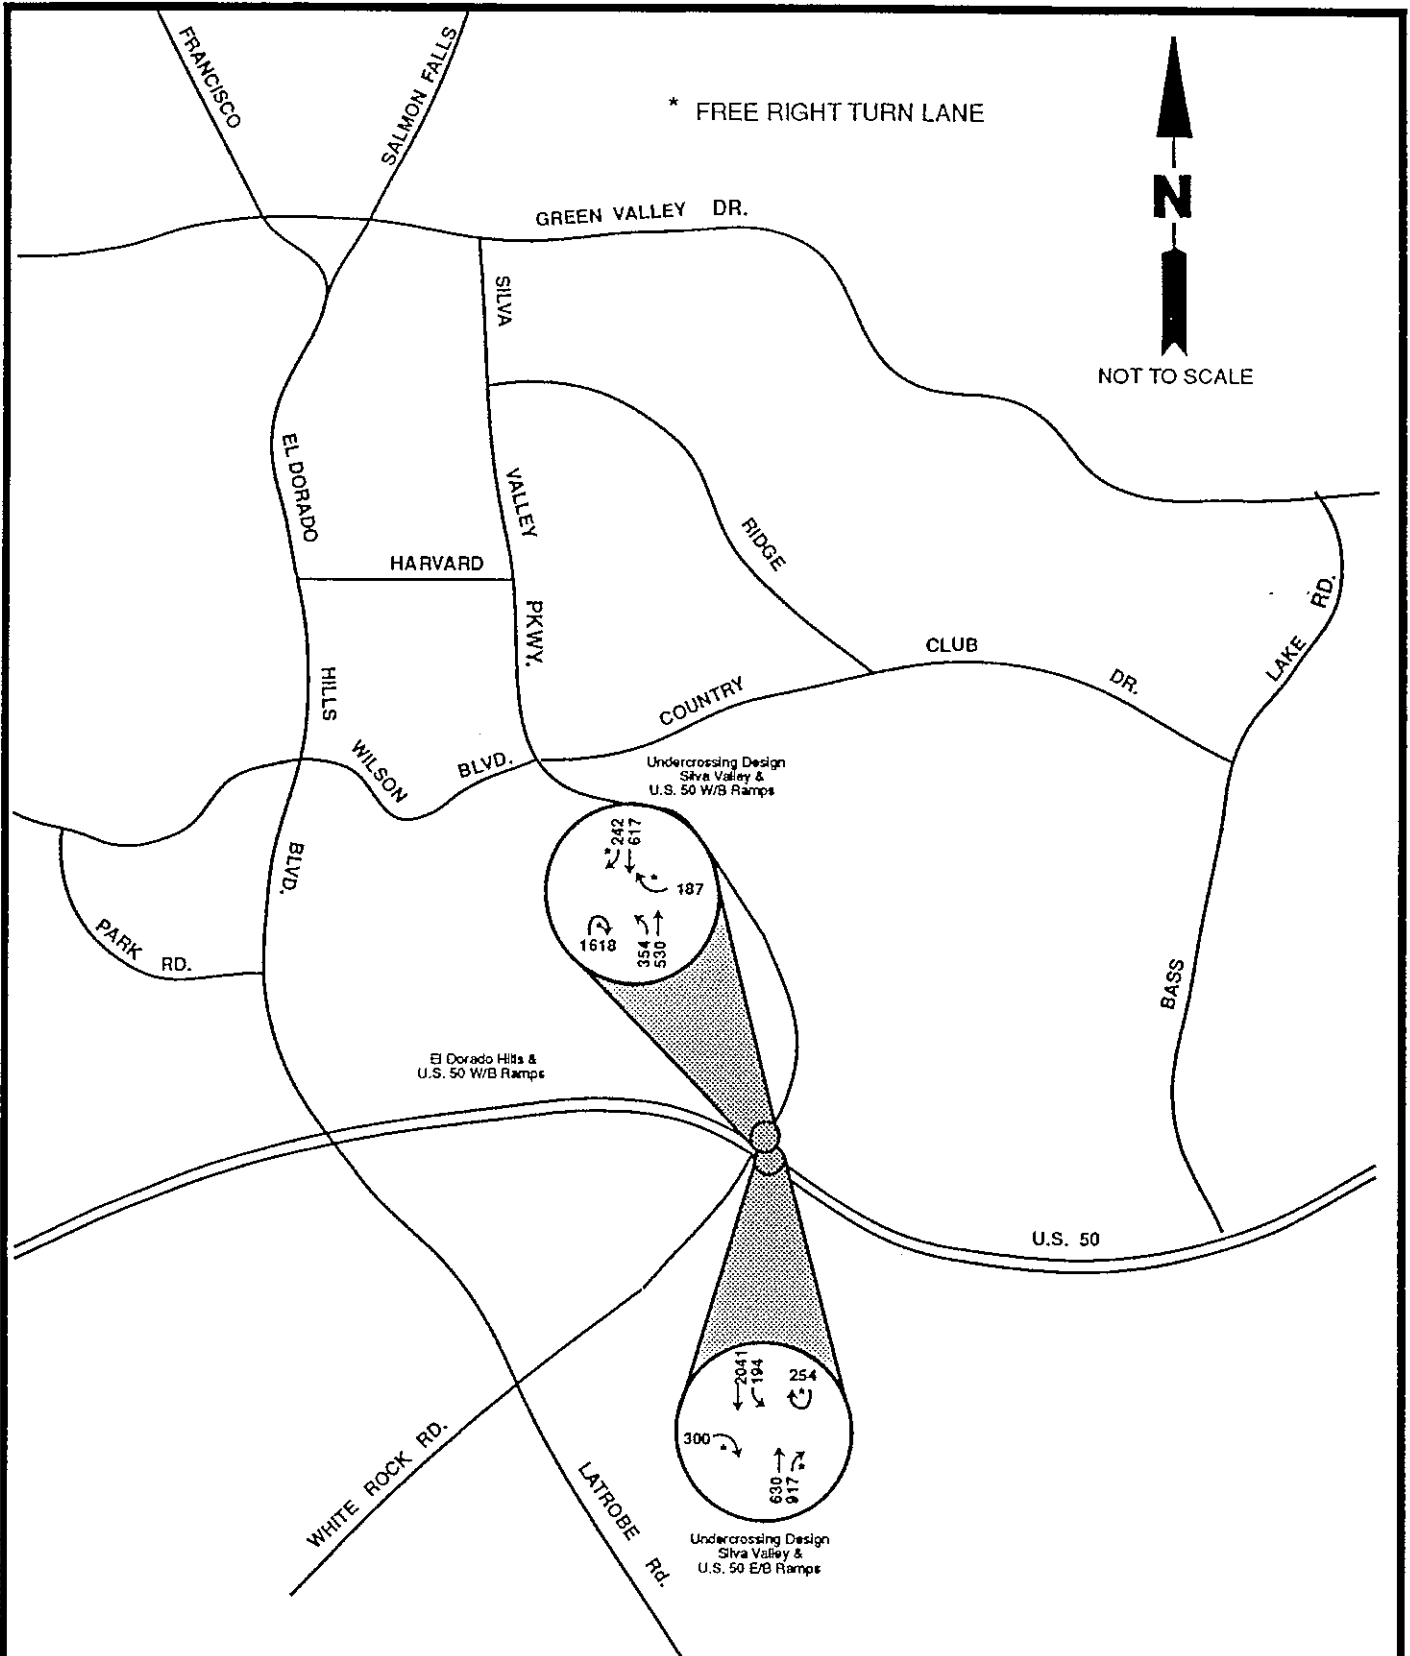 FRANCISCO
SALMON FALLS
* FREE RIGHT TURN LANE
N
NOT TO SCALE
GREEN VALLEY DR.
SILVA
VALLEY
PKWY.
EL DORADO
HILLS
BLVD.
HARVARD
RIDGE
CLUB
COUNTRY
DR.
LAKE RD.
BASS
WILSON
BLVD.
PARK RD.
Undercrossing Design
Silva Valley &
U.S. 50 W/B Ramps
242
617
*
*
187
*
1618
354
530
El Dorado Hills &
U.S. 50 W/B Ramps
U.S. 50
2041
194
254
*
300
*
630
917
*
WHITE ROCK RD.
LATROBE Rd.
Undercrossing Design
Silva Valley &
U.S. 50 E/B Ramps